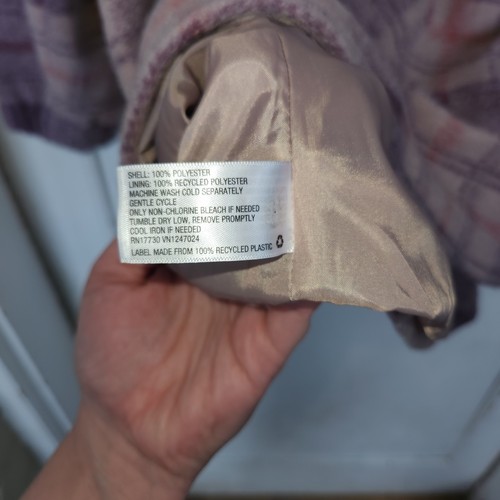 SHELL: 100% POLYESTER
LINING: 100% RECYCLED POLYESTER
MACHINE WASH COLD SEPARATELY
GENTLE CYCLE
ONLY NON-CHLORINE BLEACH IF NEEDED
TUMBLE DRY LOW, REMOVE PROMPTLY
COOL IRON IF NEEDED
RN17730 VN1247024
LABEL MADE FROM 100% RECYCLED PLASTIC